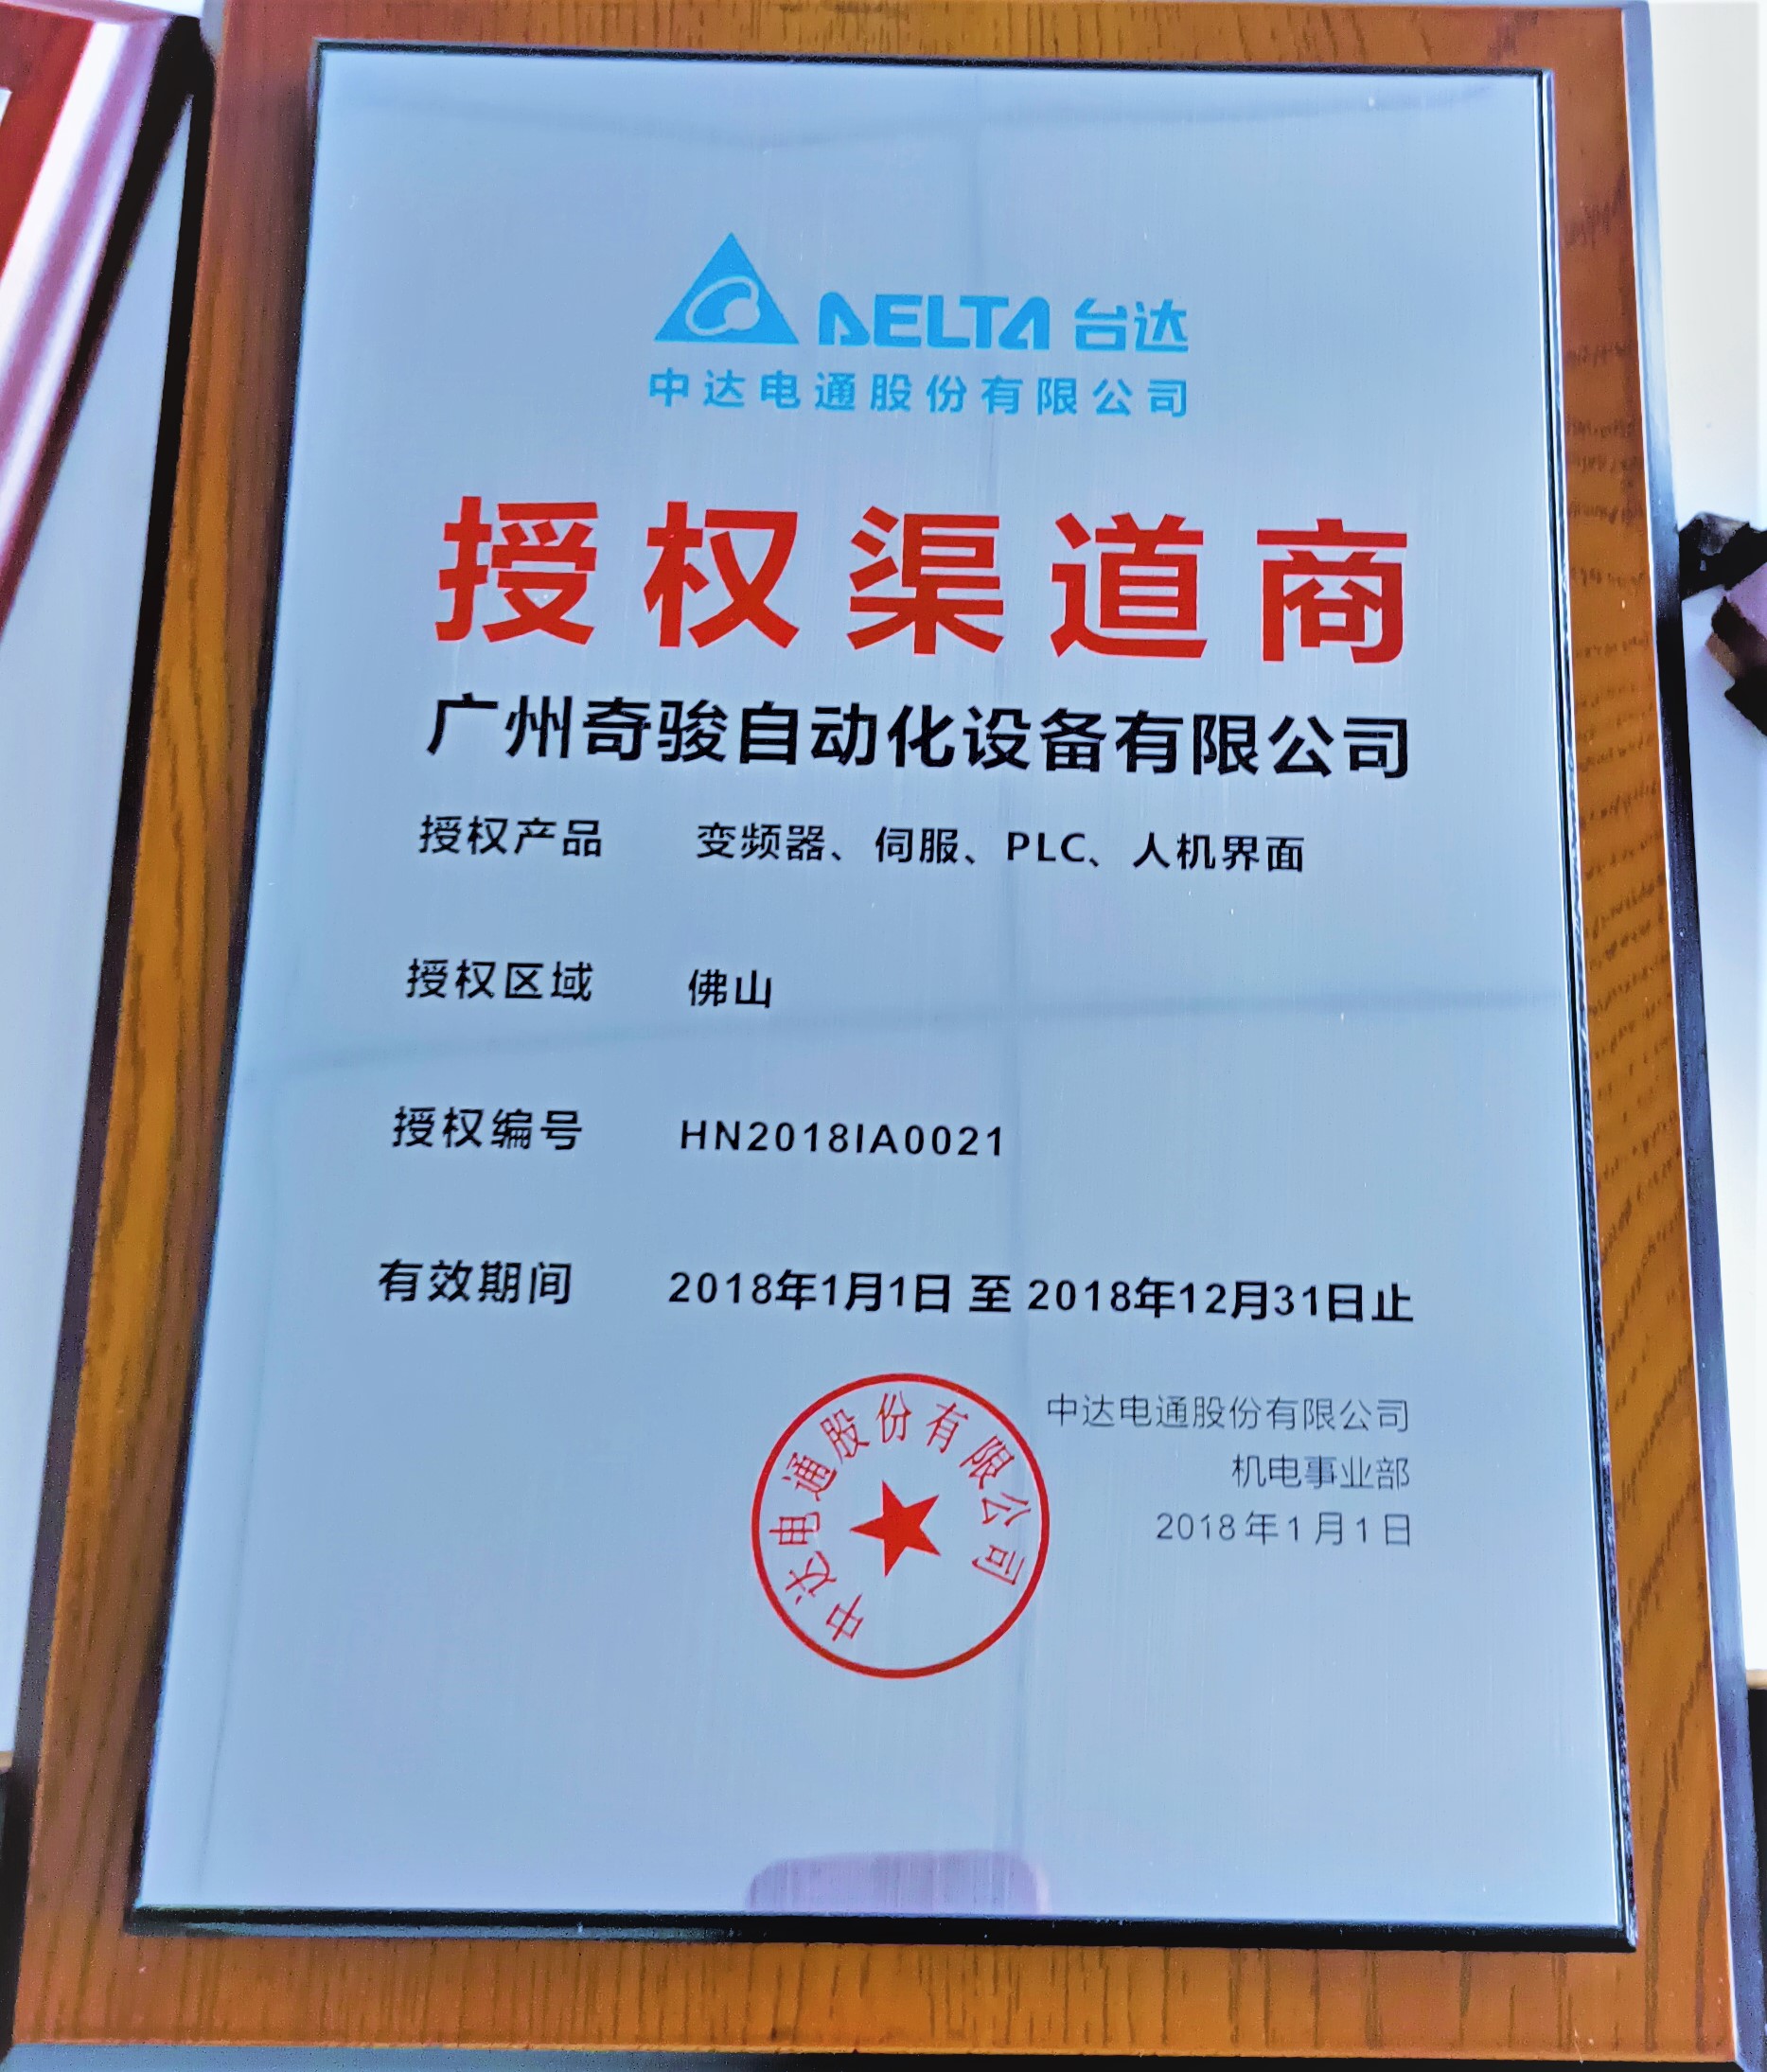 DELTA 台达
中达电通股份有限公司
授权渠道商
广州奇骏自动化设备有限公司
授权产品 变频器、伺服、PLC、人机界面
授权区域 佛山
授权编号 HN2018IA0021
有效期间 2018年1月1日 至 2018年12月31日止
中达电通股份有限公司
机电事业部
2018年1月1日
中达电通股份有限公司